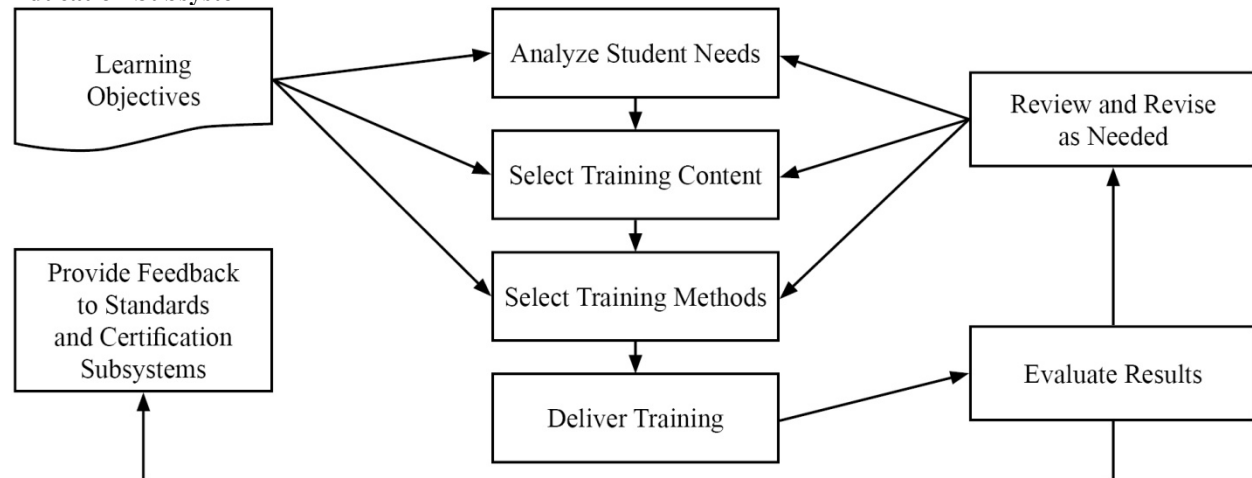 Learning
Objectives
Analyze Student Needs
Review and Revise
as Needed
Select Training Content
Provide Feedback
to Standards
and Certification
Subsystems
Select Training Methods
Evaluate Results
Deliver Training